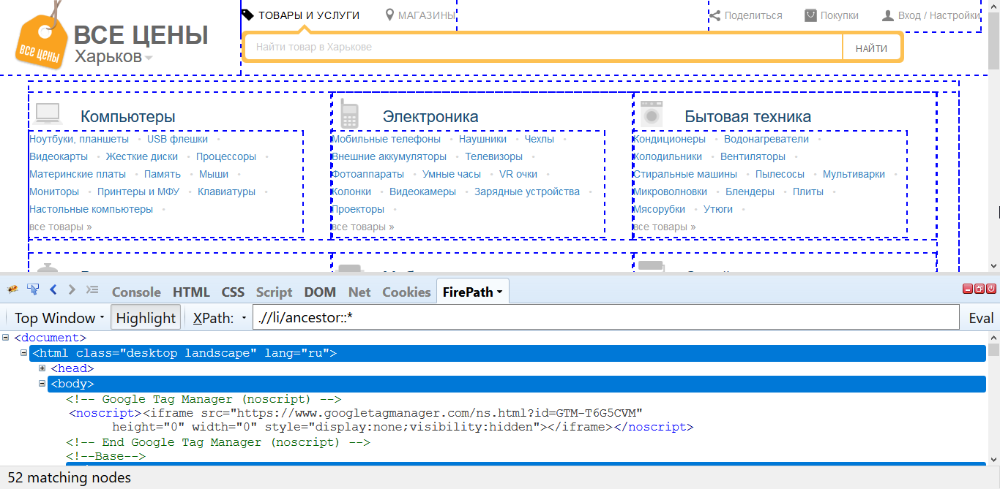 ТОВАРЫ И УСЛУГИ МАГАЗИНЫ Поделиться Покупки Вход / Настройки
ВСЕ ЦЕНЫ
все цены
Харьков
Найти товар в Харькове НАЙТИ
Компьютеры
Ноутбуки, планшеты • USB флешки •
Видеокарты • Жесткие диски • Процессоры •
Материнские платы • Память • Мыши •
Мониторы • Принтеры и МФУ • Клавиатуры •
Настольные компьютеры •
все товары »
Электроника
Мобильные телефоны • Наушники • Чехлы •
Внешние аккумуляторы • Телевизоры •
Фотоаппараты • Умные часы • VR очки •
Колонки • Видеокамеры • Зарядные устройства •
Проекторы •
все товары »
Бытовая техника
Кондиционеры • Водонагреватели •
Холодильники • Вентиляторы •
Стиральные машины • Пылесосы • Мультиварки •
Микроволновки • Блендеры • Плиты •
Мясорубки • Утюги •
все товары »
Console HTML CSS Script DOM Net Cookies FirePath
Top Window Highlight XPath: .//li/ancestor::* Eval
<document>
<html class="desktop landscape" lang="ru">
<head>
<body>
<!-- Google Tag Manager (noscript) -->
<noscript><iframe src="https://www.googletagmanager.com/ns.html?id=GTM-T6G5CVM"
height="0" width="0" style="display:none;visibility:hidden"></iframe></noscript>
<!-- End Google Tag Manager (noscript) -->
<!--Base-->
52 matching nodes